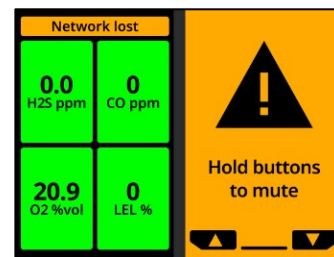 Network lost
0.0
H2S ppm
0
CO ppm
20.9
O2 %vol
0
LEL %
!
Hold buttons
to mute